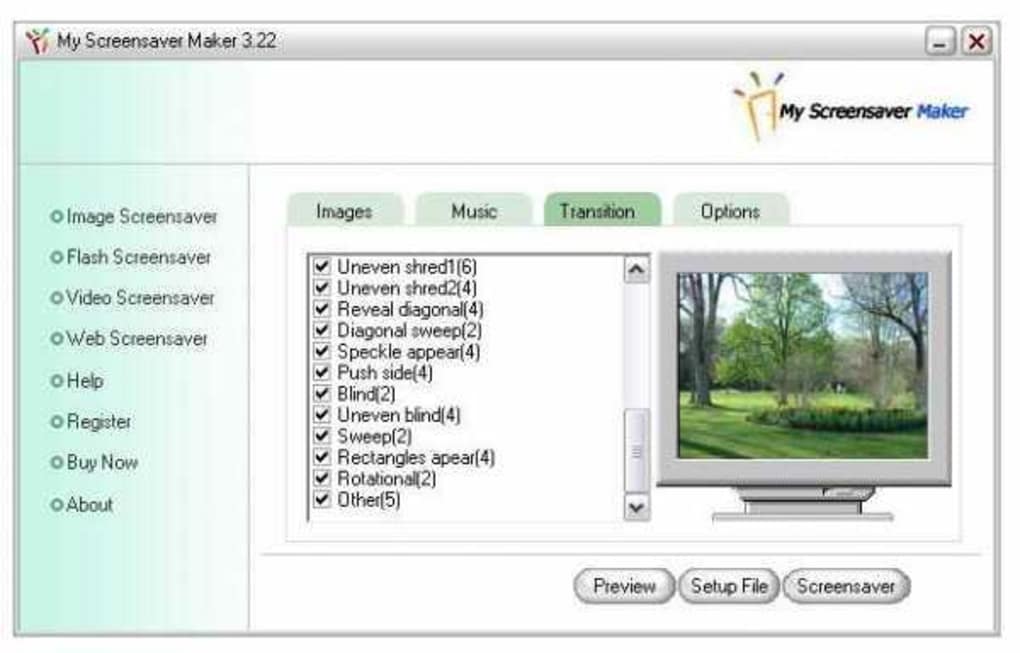 My Screensaver Maker 3.22
My Screensaver Maker
Image Screensaver
Flash Screensaver
Video Screensaver
Web Screensaver
Help
Register
Buy Now
About
Images Music Transition Options
Uneven shred1(6)
Uneven shred2(4)
Reveal diagonal(4)
Diagonal sweep(2)
Speckle appear(4)
Push side(4)
Blind(2)
Uneven blind(4)
Sweep(2)
Rectangles apear(4)
Rotational(2)
Other(5)
Preview Setup File Screensaver